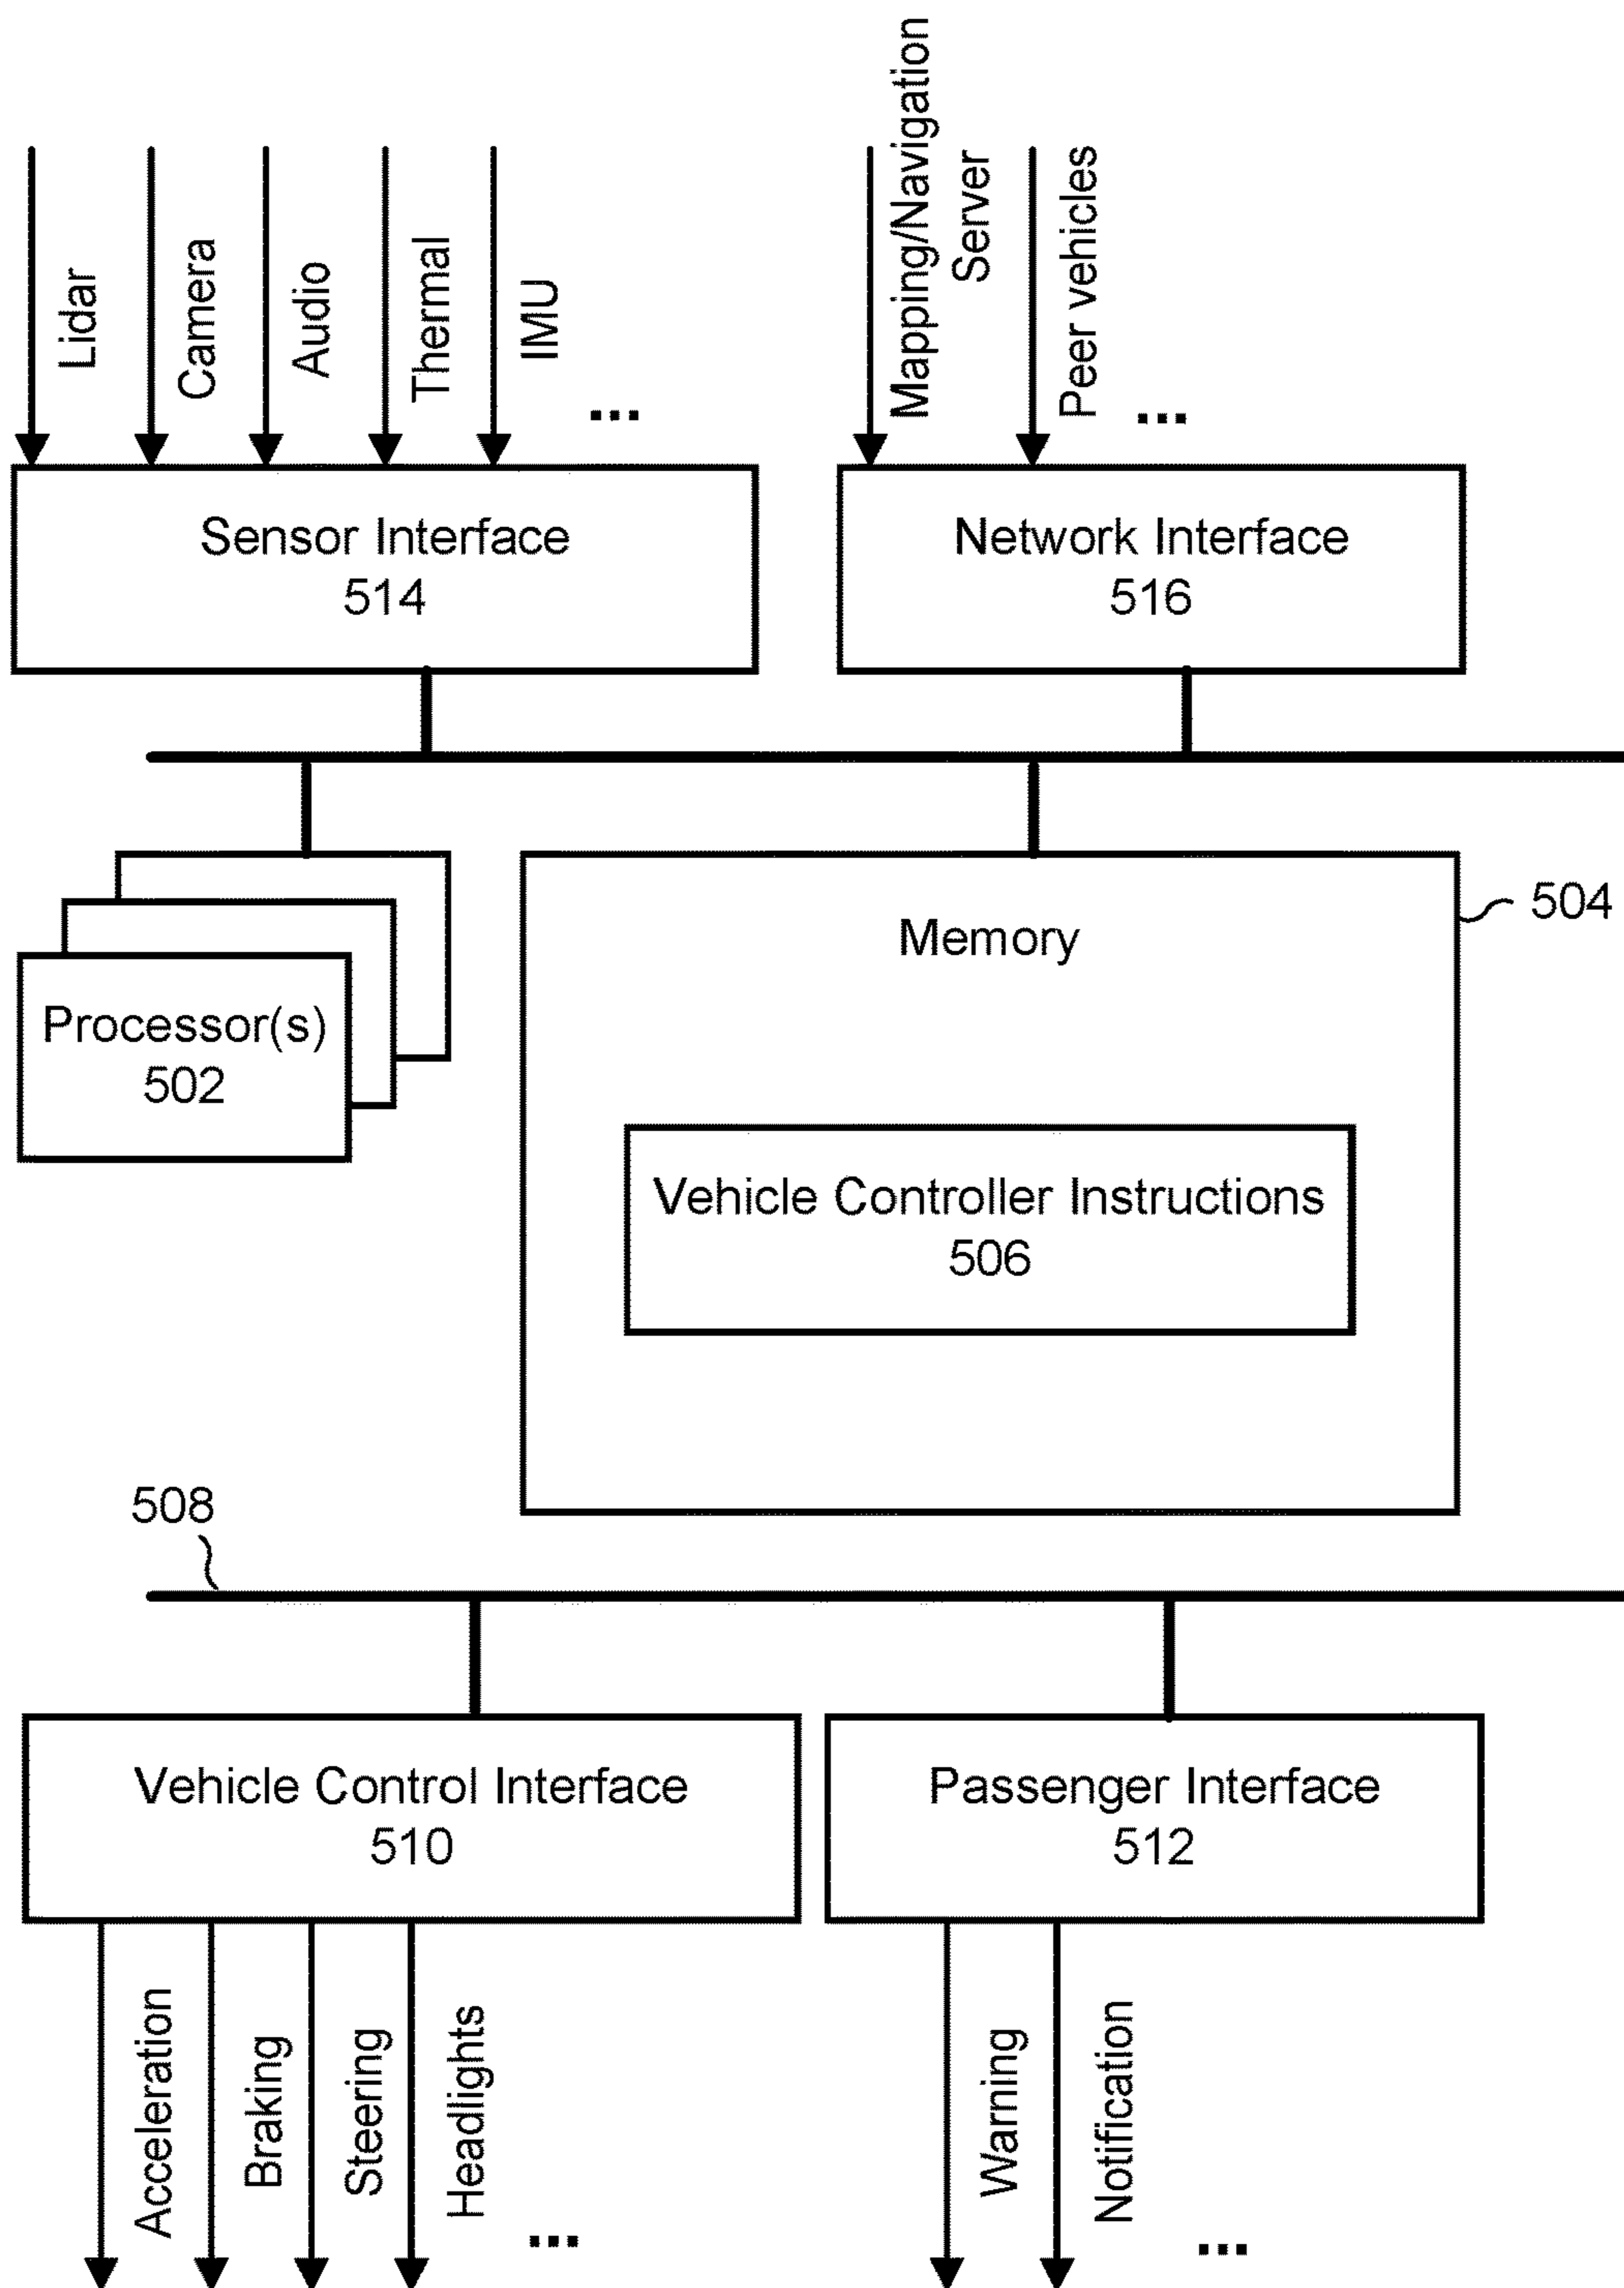 Lidar
Camera
Audio
Thermal
IMU
...
Mapping/Navigation
Server
Peer vehicles
...
Sensor Interface
514
Network Interface
516
Processor(s)
502
Memory
504
Vehicle Controller Instructions
506
508
Vehicle Control Interface
510
Passenger Interface
512
Acceleration
Braking
Steering
Headlights
...
Warning
Notification
...